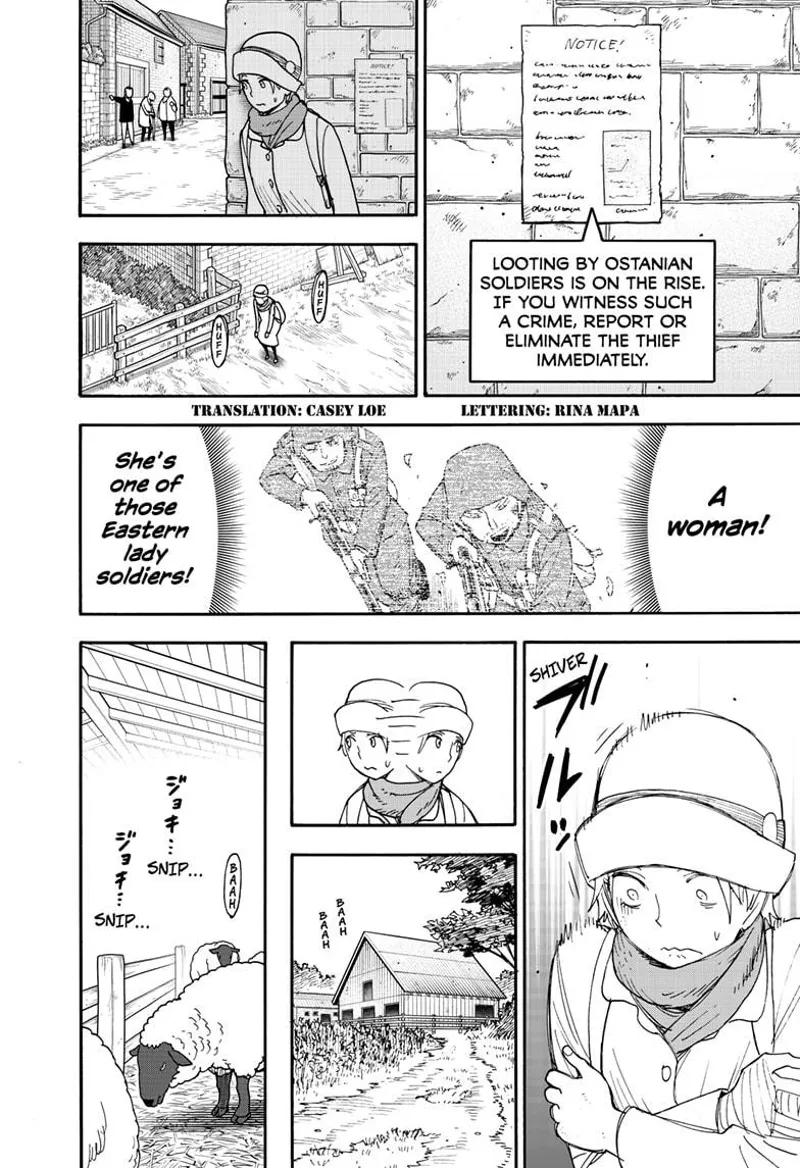 NOTICE!
LOOTING BY OSTANIAN
SOLDIERS IS ON THE RISE.
IF YOU WITNESS SUCH
A CRIME, REPORT OR
ELIMINATE THE THIEF
IMMEDIATELY.
NOTICE!
HUFF
HUFF
TRANSLATION: CASEY LOE
LETTERING: RINA MAPA
A
woman!
She's
one of
those
Eastern
lady
soldiers!
SHIVER
ブルルッ
BAAH
BAAH
ジョキ…
SNIP...
ジョキ…
SNIP...
BAAH